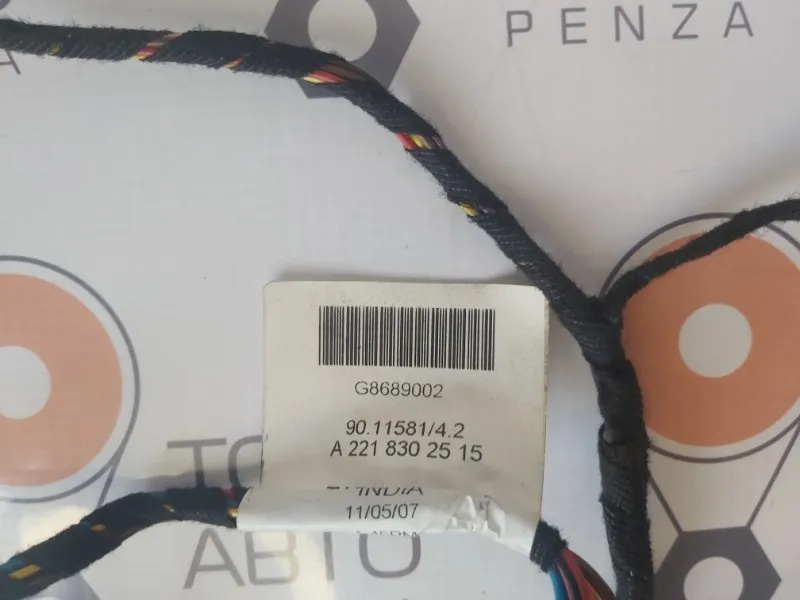 PENZA
G8689002
90.11581/4.2
A 221 830 25 15
INDIA
11/05/07
АВТО